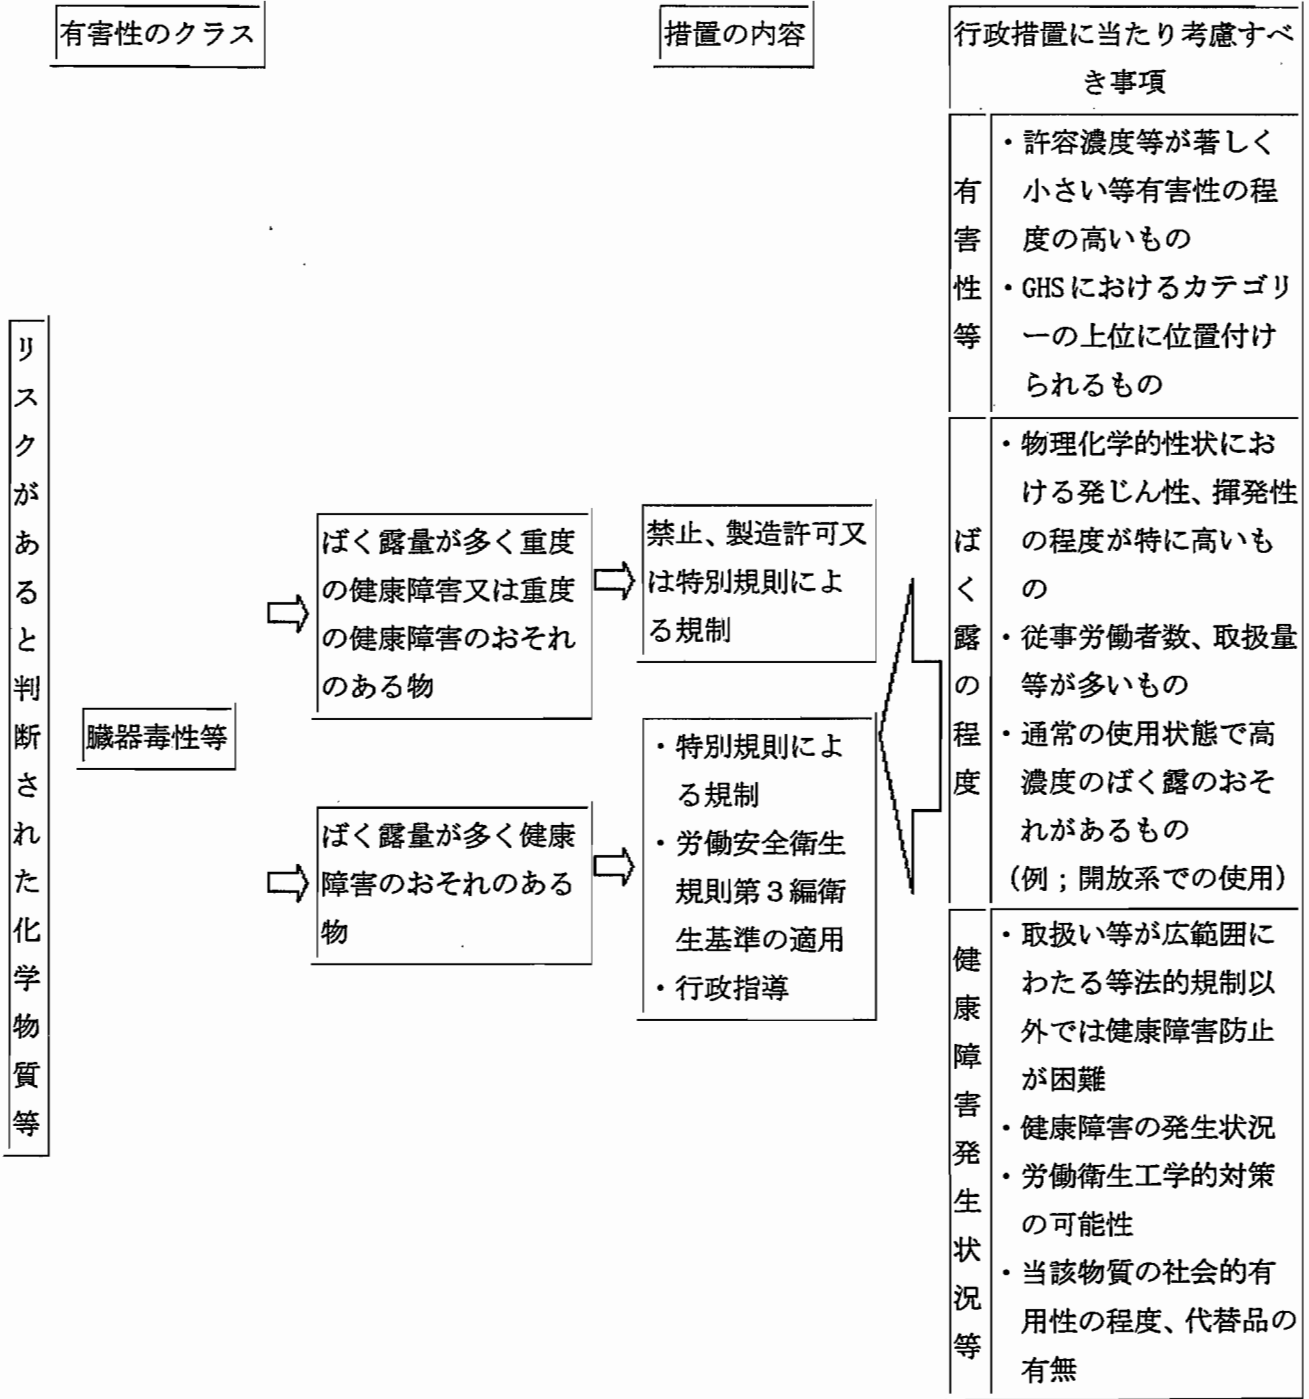 有害性のクラス
措置の内容
行政措置に当たり考慮すべ
き事項
リスクがあると判断された化学物質等
臓器毒性等
ばく露量が多く重度
の健康障害又は重度
の健康障害のおそれ
のある物
禁止、製造許可又
は特別規則によ
る規制
ばく露量が多く健康
障害のおそれのある
物
・特別規則によ
る規制
・労働安全衛生
規則第3編衛
生基準の適用
・行政指導
有害性等
・許容濃度等が著しく
小さい等有害性の程
度の高いもの
・GHSにおけるカテゴリ
ーの上位に位置付け
られるもの
ばく露の程度
・物理化学的性状にお
ける発じん性、揮発性
の程度が特に高いも
の
・従事労働者数、取扱量
等が多いもの
・通常の使用状態で高
濃度のばく露のおそ
れがあるもの
(例；開放系での使用)
健康障害発生状況等
・取扱い等が広範囲に
わたる等法的規制以
外では健康障害防止
が困難
・健康障害の発生状況
・労働衛生工学的対策
の可能性
・当該物質の社会的有
用性の程度、代替品の
有無